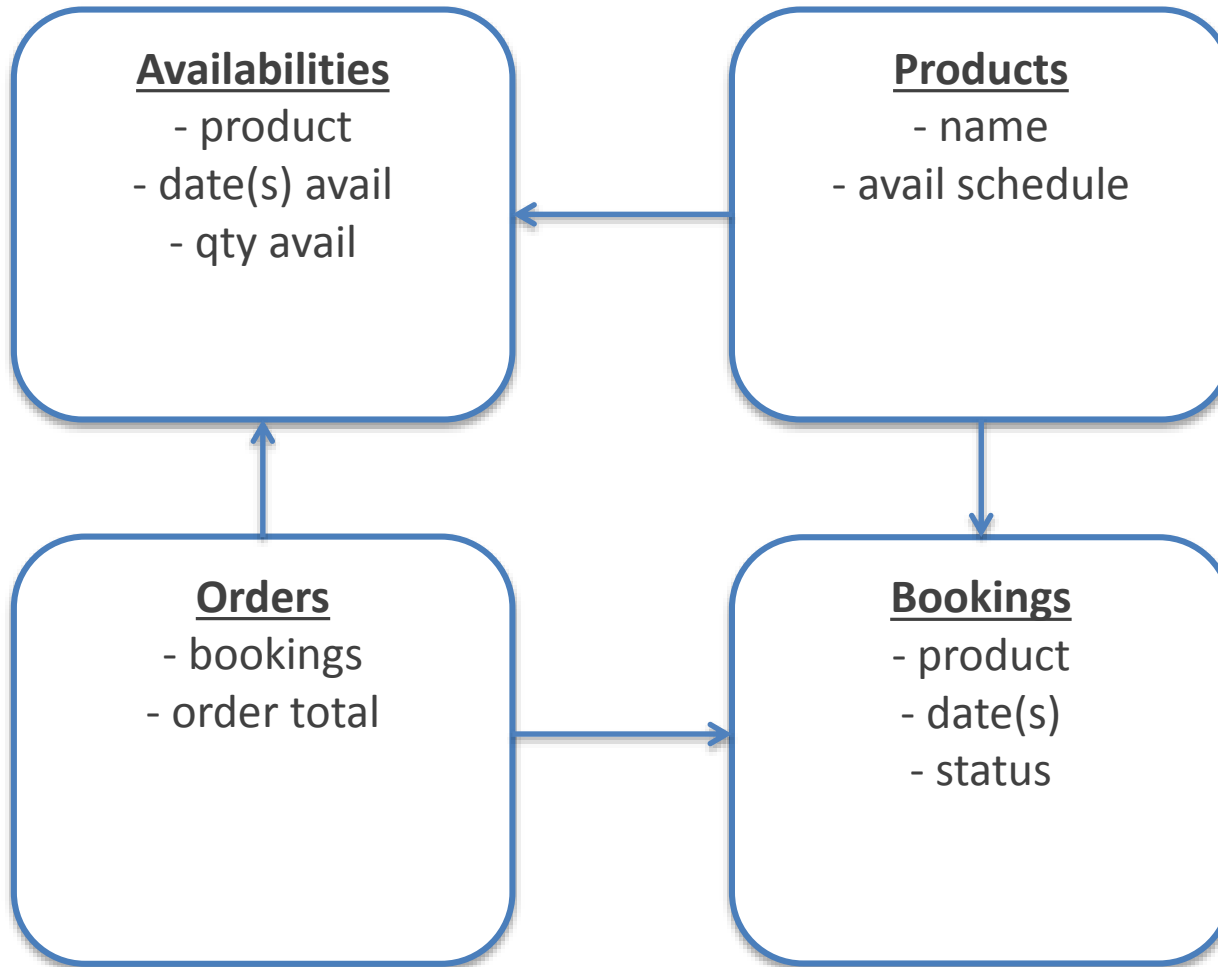 Availabilities
- product
- date(s) avail
- qty avail
Products
- name
- avail schedule
Orders
- bookings
- order total
Bookings
- product
- date(s)
- status